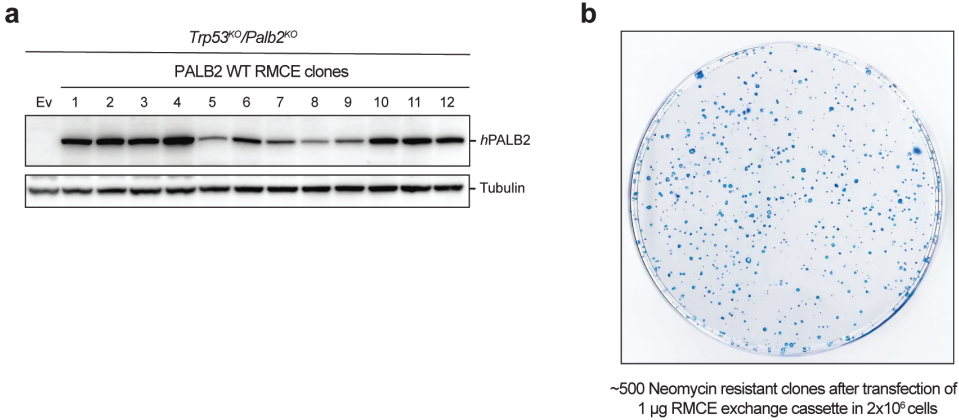 a
Trp53KO/Palb2KO
PALB2 WT RMCE clones
Ev 1 2 3 4 5 6 7 8 9 10 11 12
hPALB2
Tubulin
b
~500 Neomycin resistant clones after transfection of
1 µg RMCE exchange cassette in 2x10⁶ cells